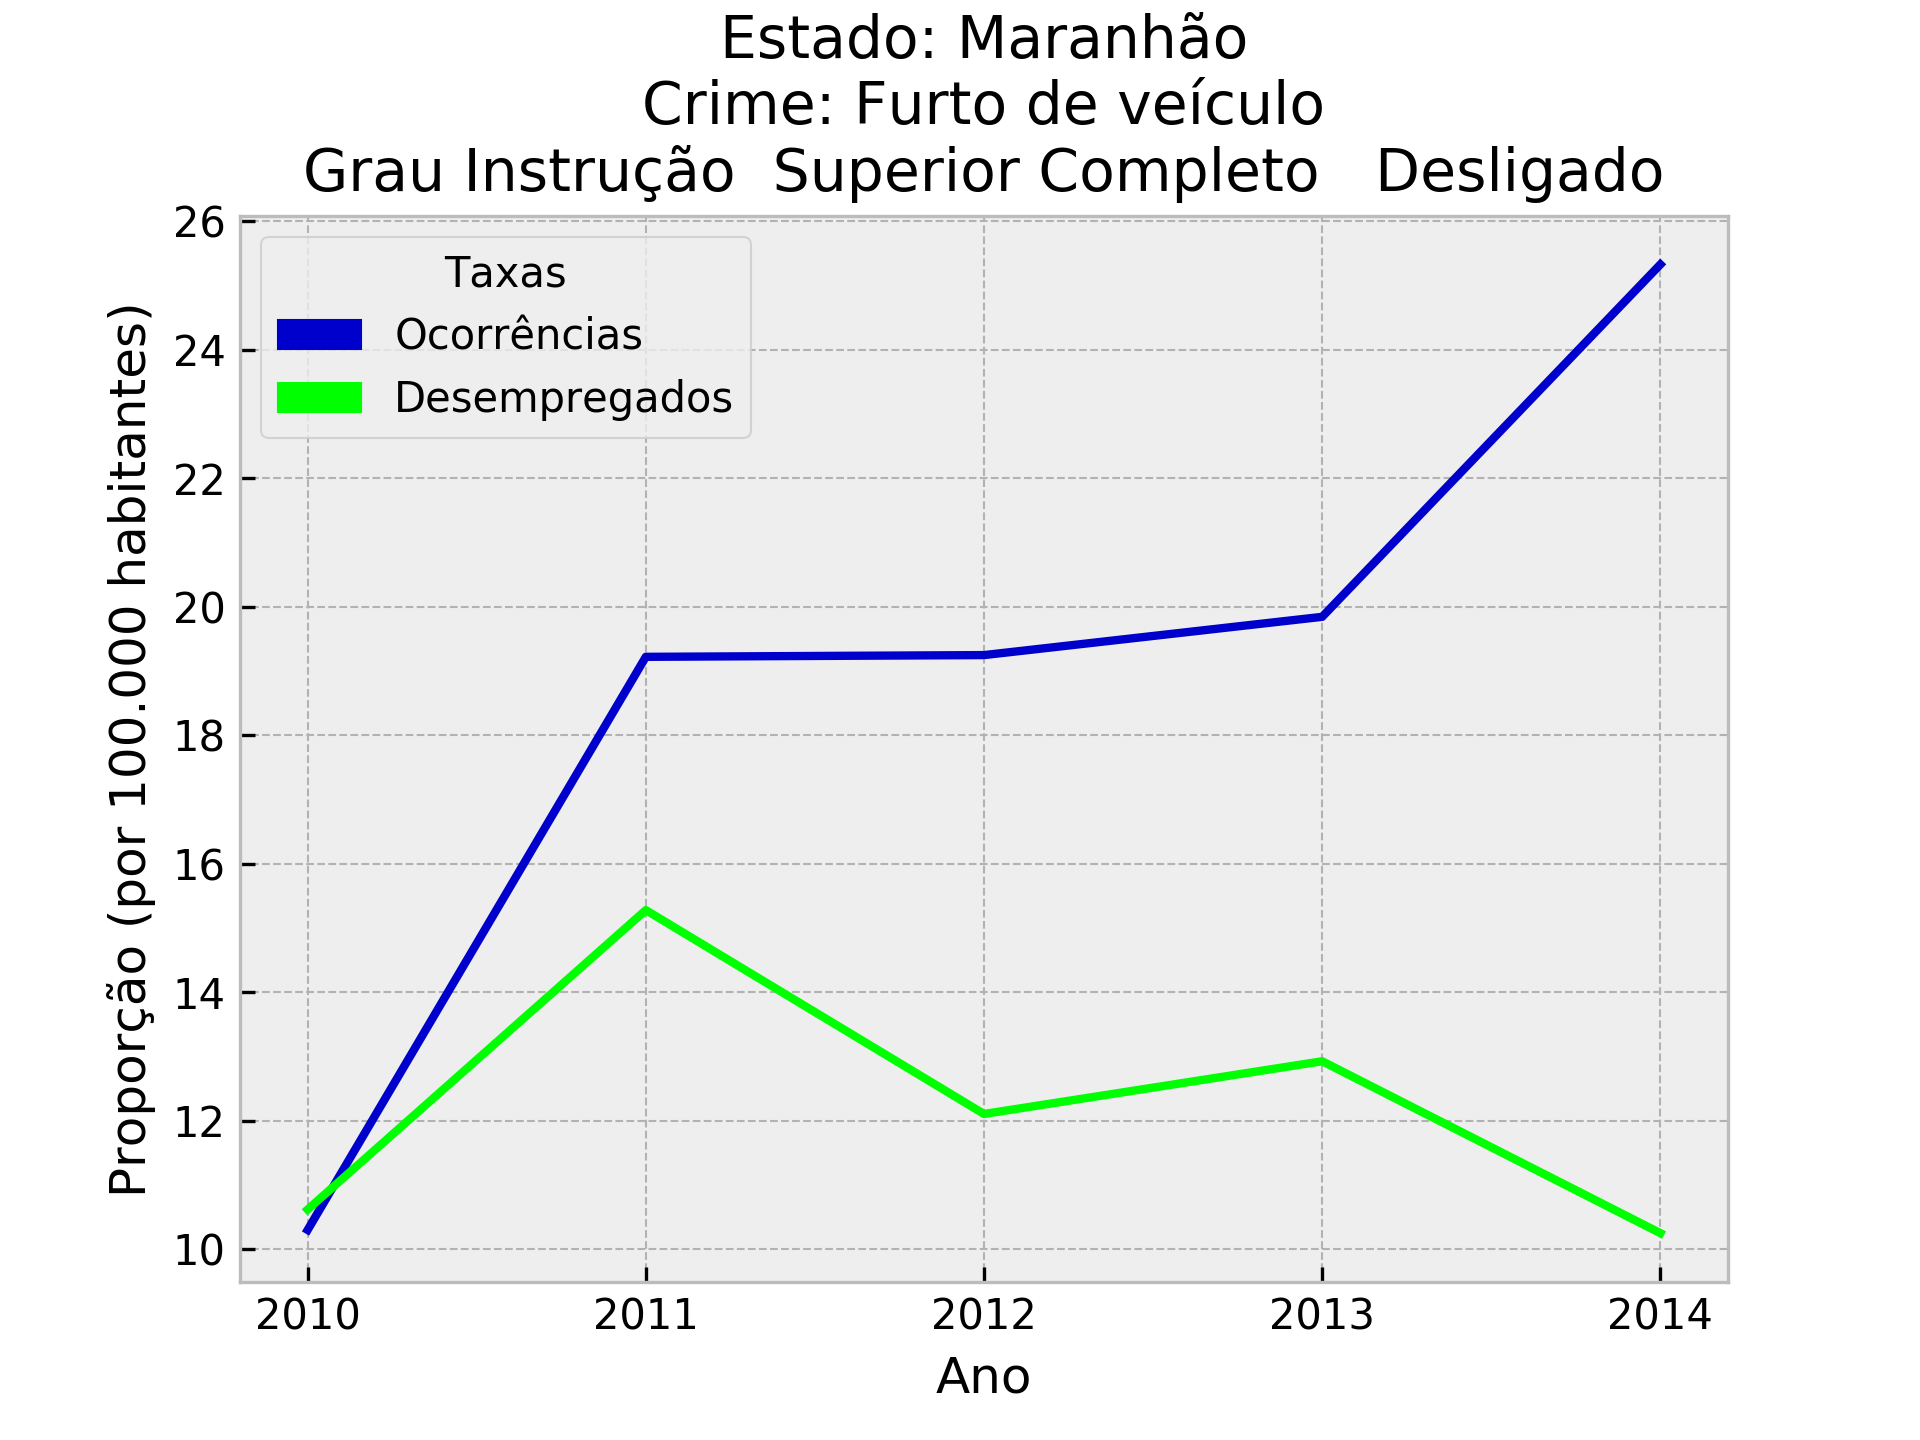 Estado: Maranhão
Crime: Furto de veículo
Grau Instrução  Superior Completo   Desligado
Taxas
Ocorrências
Desempregados
Proporção (por 100.000 habitantes)
26
24
22
20
18
16
14
12
10
2010
2011
2012
2013
2014
Ano